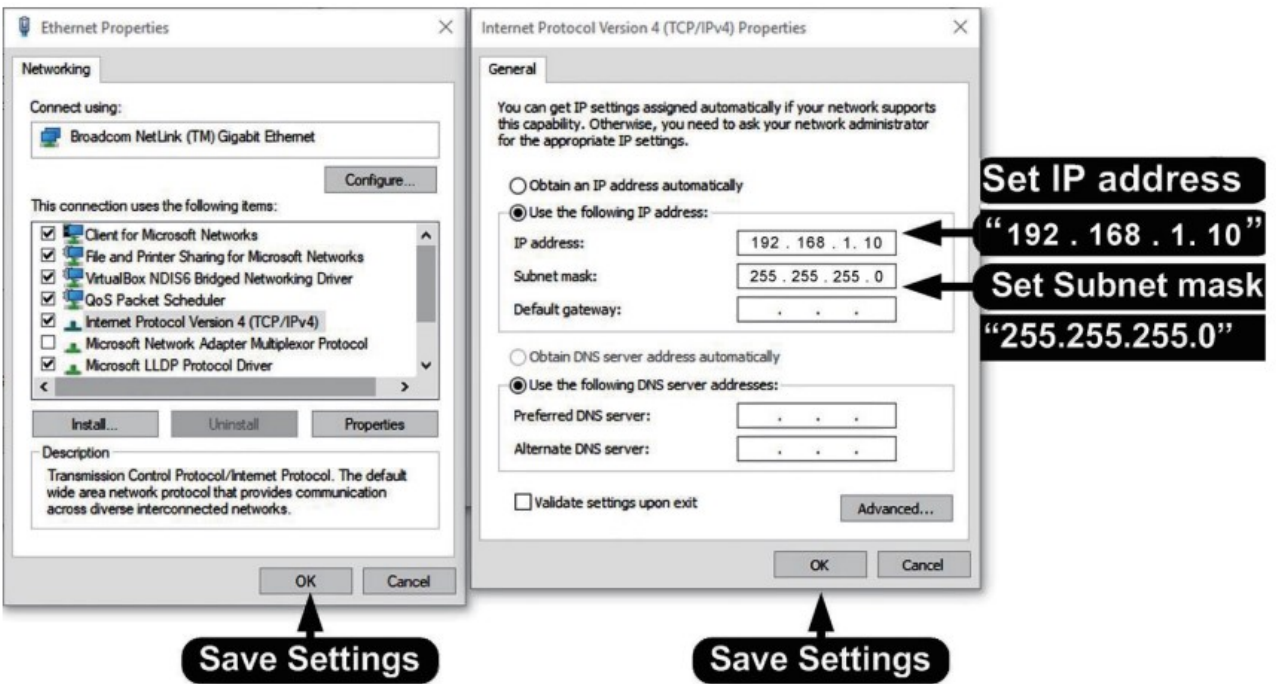 Ethernet Properties
Networking
Connect using:
Broadcom NetLink (TM) Gigabit Ethernet
Configure...
This connection uses the following items:
Client for Microsoft Networks
File and Printer Sharing for Microsoft Networks
VirtualBox NDIS6 Bridged Networking Driver
QoS Packet Scheduler
Internet Protocol Version 4 (TCP/IPv4)
Microsoft Network Adapter Multiplexor Protocol
Microsoft LLDP Protocol Driver
Install... Uninstall Properties
Description
Transmission Control Protocol/Internet Protocol. The default
wide area network protocol that provides communication
across diverse interconnected networks.
OK Cancel
Save Settings
Internet Protocol Version 4 (TCP/IPv4) Properties
General
You can get IP settings assigned automatically if your network supports
this capability. Otherwise, you need to ask your network administrator
for the appropriate IP settings.
Obtain an IP address automatically
Use the following IP address:
IP address: 192 . 168 . 1. 10
Subnet mask: 255 . 255 . 255 . 0
Default gateway: . . .
Obtain DNS server address automatically
Use the following DNS server addresses:
Preferred DNS server: . . .
Alternate DNS server: . . .
Validate settings upon exit
Advanced...
OK Cancel
Save Settings
Set IP address
“192 . 168 . 1. 10”
Set Subnet mask
“255.255.255.0”